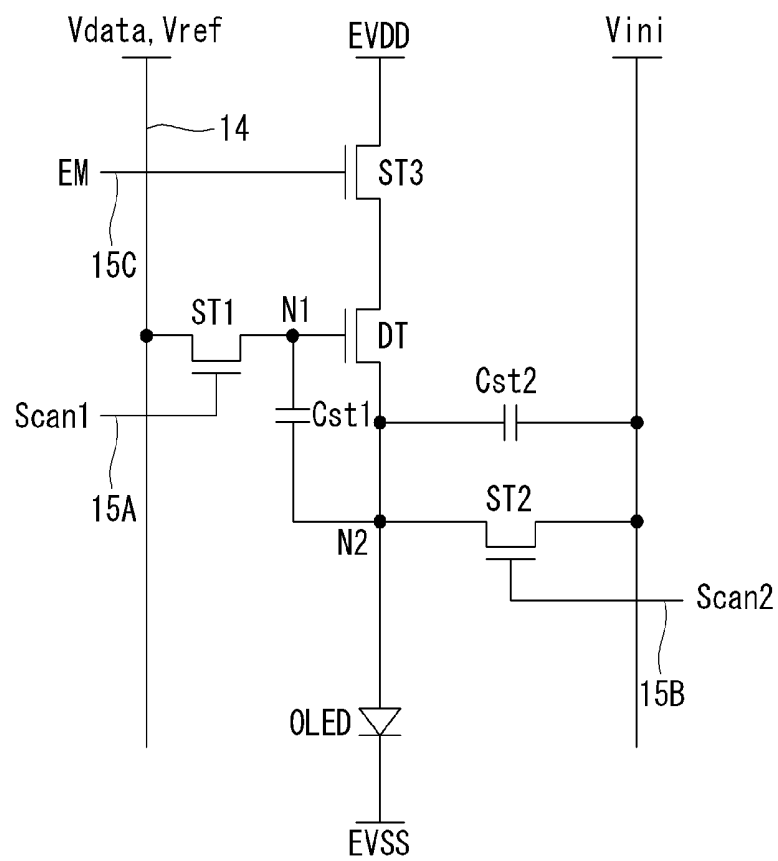 Vdata, Vref
EVDD
Vini
14
EM
ST3
15C
ST1
N1
DT
Scan1
Cst1
Cst2
15A
ST2
N2
Scan2
15B
OLED
EVSS